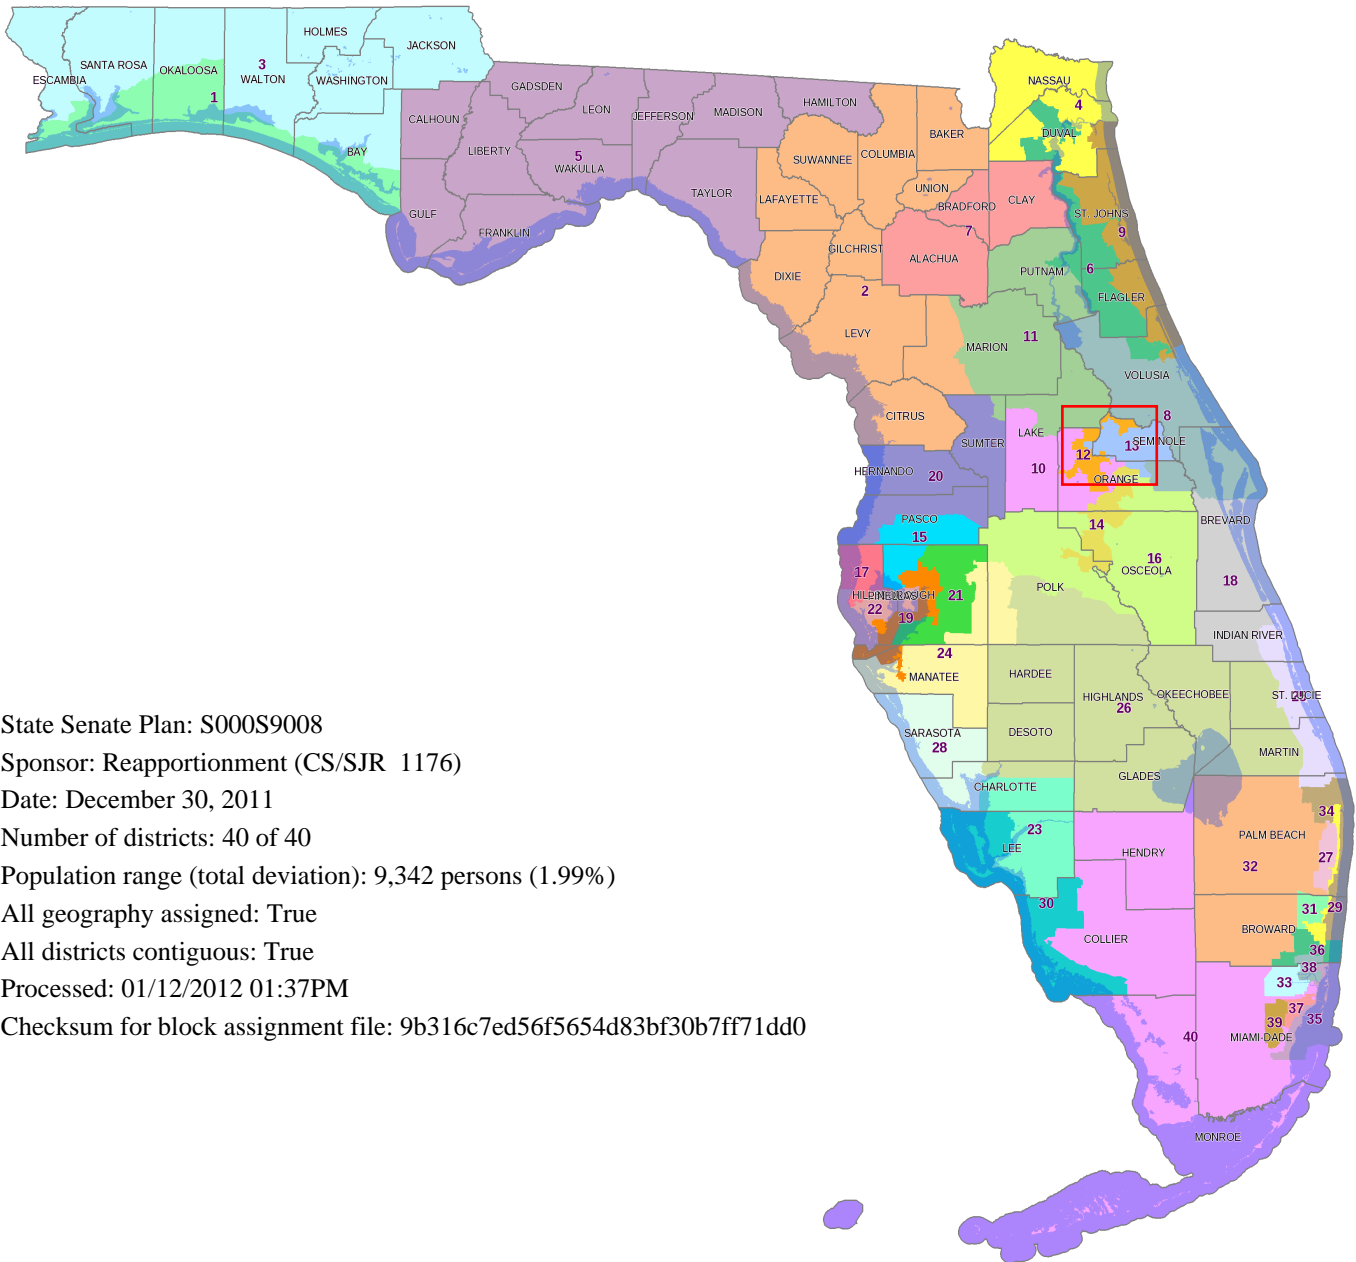 HOLMES
JACKSON
SANTA ROSA
3
OKALOOSA
WALTON
WASHINGTON
ESCAMBIA
1
BAY
GADSDEN
LEON
JEFFERSON
MADISON
HAMILTON
CALHOUN
LIBERTY
5
WAKULLA
TAYLOR
GULF
FRANKLIN
NASSAU
4
DUVAL
BAKER
COLUMBIA
SUWANNEE
UNION
LAFAYETTE
BRADFORD
CLAY
ST. JOHNS
7
9
GILCHRIST
ALACHUA
PUTNAM
6
DIXIE
2
FLAGLER
LEVY
MARION
11
VOLUSIA
CITRUS
8
LAKE
SUMTER
SEMINOLE
13
12
10
HERNANDO
20
ORANGE
PASCO
BREVARD
15
14
16
OSCEOLA
17
18
POLK
HILLSBOROUGH
PINELLAS
21
22
19
INDIAN RIVER
24
MANATEE
HARDEE
HIGHLANDS
OKEECHOBEE
ST. LUCIE
25
26
SARASOTA
28
DESOTO
MARTIN
GLADES
CHARLOTTE
34
23
LEE
PALM BEACH
HENDRY
27
32
30
31
29
BROWARD
COLLIER
36
38
33
37
35
39
40
MIAMI-DADE
MONROE
State Senate Plan: S000S9008
Sponsor: Reapportionment (CS/SJR 1176)
Date: December 30, 2011
Number of districts: 40 of 40
Population range (total deviation): 9,342 persons (1.99%)
All geography assigned: True
All districts contiguous: True
Processed: 01/12/2012 01:37PM
Checksum for block assignment file: 9b316c7ed56f5654d83bf30b7ff71dd0